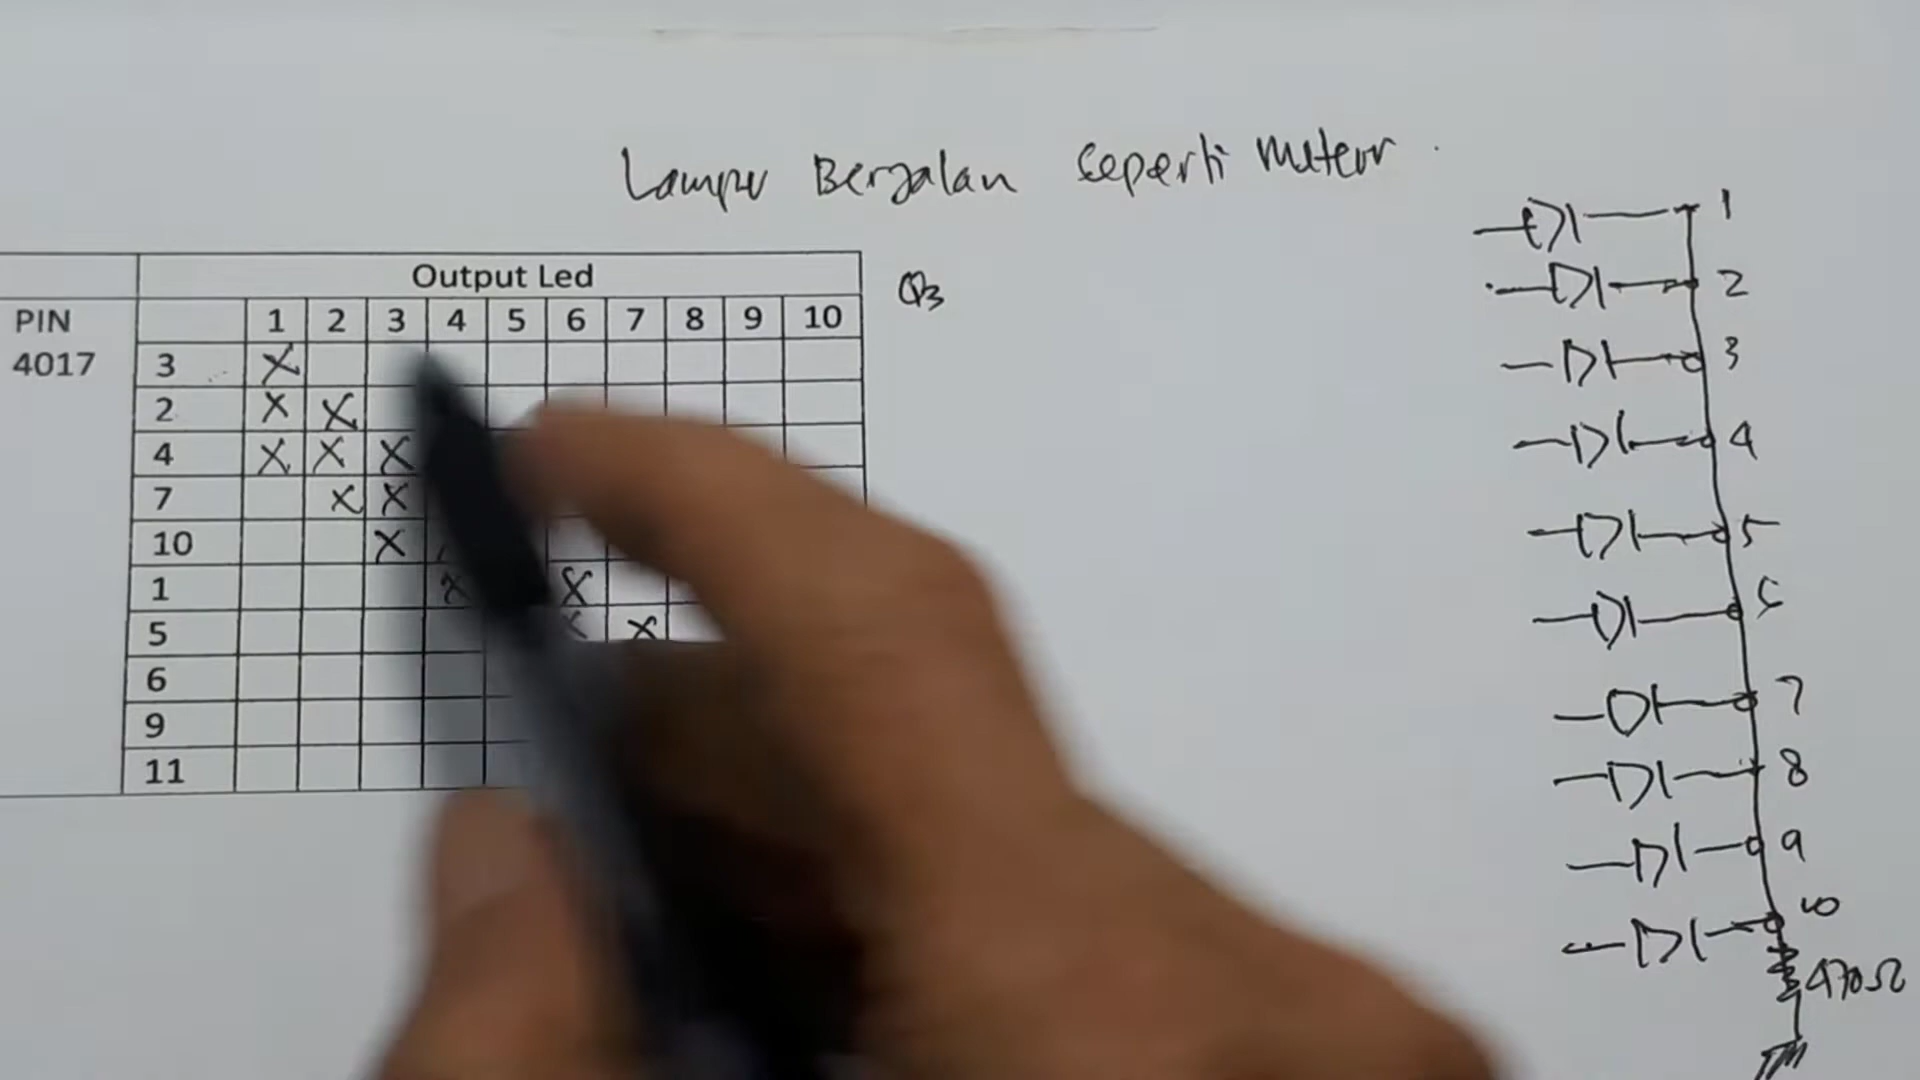 Lampu Berjalan seperti Meteor.
Output Led
PIN 4017
1 2 3 4 5 6 7 8 9 10
3 X
2 X X
4 X X X
7 X X
10 X
1 X X
5 X X
6
9
11
1
2
3
4
5
6
7
8
9
10
470Ω